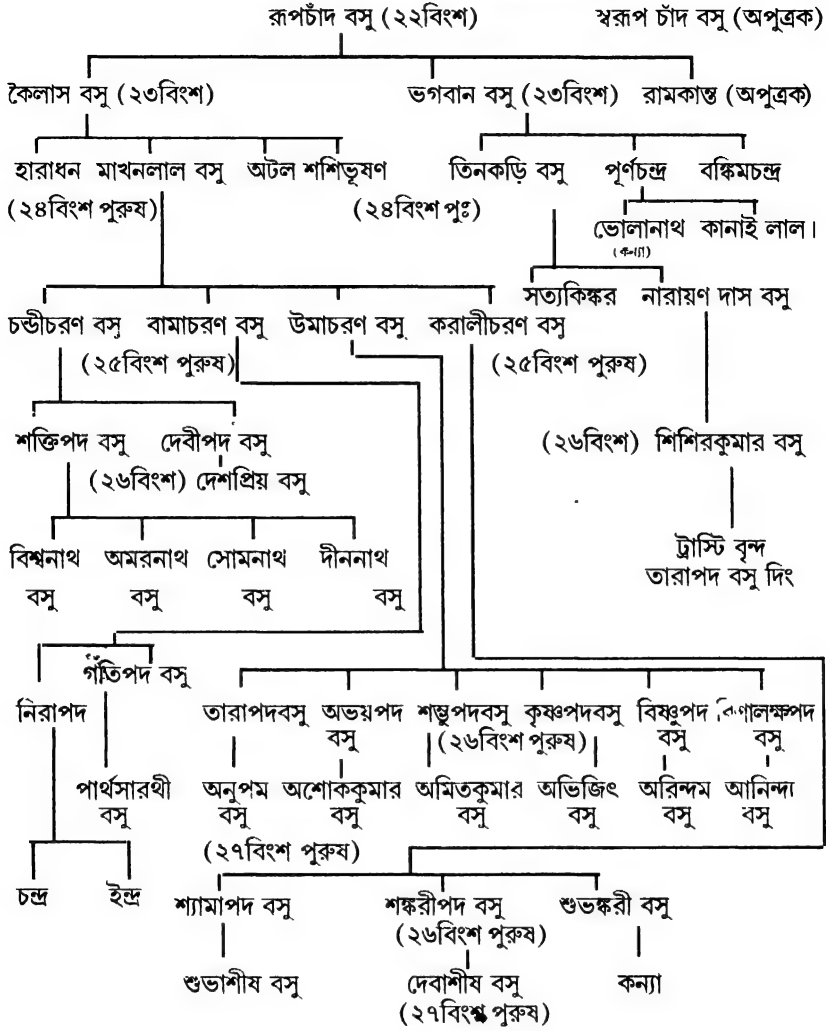 রূপচাঁদ বসু (২২বিংশ) স্বরূপ চাঁদ বসু (অপুত্রক)
কৈলাস বসু (২৩বিংশ) ভগবান বসু (২৩বিংশ) রামকান্ত (অপুত্রক)
হারাধন মাখনলাল বসু অটল শশিভূষণ তিনকড়ি বসু পূর্ণচন্দ্র বঙ্কিমচন্দ্র
(২৪বিংশ পুরুষ) (২৪বিংশ পুঃ)
ভোলানাথ কানাই লাল।
(কন্যা)
সত্যকিঙ্কর নারায়ণ দাস বসু
চন্ডীচরণ বসু বামাচরণ বসু উমাচরণ বসু করালীচরণ বসু
(২৫বিংশ পুরুষ) (২৫বিংশ পুরুষ)
শক্তিপদ বসু দেবীপদ বসু (২৬বিংশ) শিশিরকুমার বসু
(২৬বিংশ) দেশপ্রিয় বসু
বিশ্বনাথ অমরনাথ সোমনাথ দীননাথ
বসু বসু বসু বসু
ট্রাস্টি বৃন্দ
তারাপদ বসু দিং
গীতিপদ বসু
নিরাপদ তারাপদবসু অভয়পদ শম্ভুপদবসু কৃষ্ণপদবসু বিষ্ণুপদ
বসু (২৬বিংশ পুরুষ) বসু বসু
পার্থসারথী অনুপম অশোককুমার অমিতকুমার অভিজিৎ অরিন্দম আনিন্দ্য
বসু বসু বসু বসু বসু বসু বসু
(২৭বিংশ পুরুষ)
চন্দ্র ইন্দ্র শ্যামাপদ বসু শঙ্করীপদ বসু শুভঙ্করী বসু
(২৬বিংশ পুরুষ)
শুভাশীষ বসু দেবাশীষ বসু কন্যা
(২৭বিংশ পুরুষ)